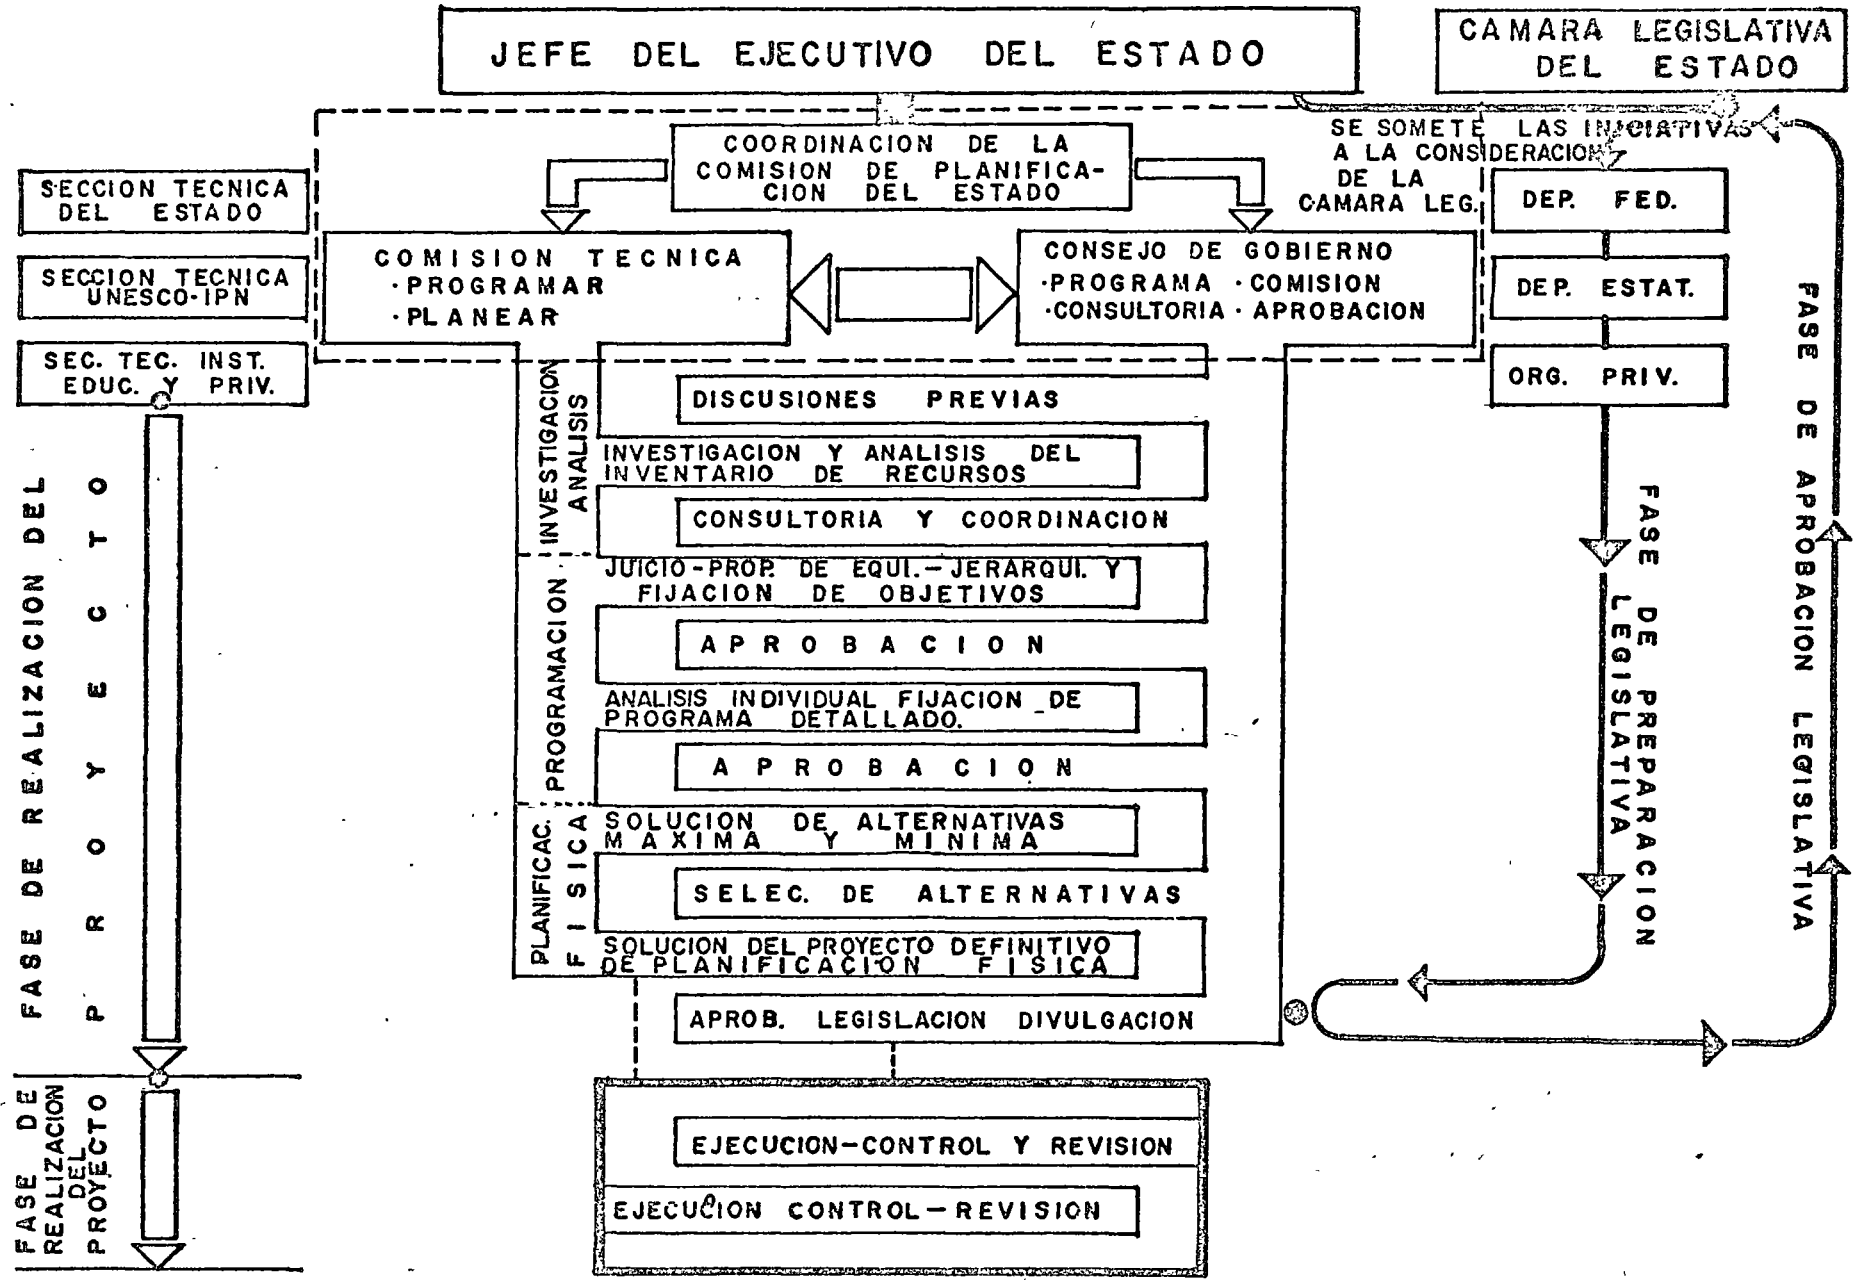 JEFE DEL EJECUTIVO DEL ESTADO
CAMARA LEGISLATIVA
DEL ESTADO
COORDINACION DE LA
COMISION DE PLANIFICA-
CION DEL ESTADO
SE SOMETE LAS INICIATIVAS
A LA CONSIDERACION
DE LA
CAMARA LEG.
SECCION TECNICA
DEL ESTADO
SECCION TECNICA
UNESCO-IPN
SEC. TEC. INST.
EDUC. Y PRIV.
COMISION TECNICA
·PROGRAMAR
·PLANEAR
CONSEJO DE GOBIERNO
·PROGRAMA ·COMISION
·CONSULTORIA ·APROBACION
DEP. FED.
DEP. ESTAT.
ORG. PRIV.
INVESTIGACION
ANALISIS
PROGRAMACION
PLANIFICAC.
FISICA
DISCUSIONES PREVIAS
INVESTIGACION Y ANALISIS DEL
INVENTARIO DE RECURSOS
CONSULTORIA Y COORDINACION
JUICIO-PROP. DE EQUI.-JERARQUI. Y
FIJACION DE OBJETIVOS
APROBACION
ANALISIS INDIVIDUAL FIJACION DE
PROGRAMA DETALLADO.
APROBACION
SOLUCION DE ALTERNATIVAS
MAXIMA Y MINIMA
SELEC. DE ALTERNATIVAS
SOLUCION DEL PROYECTO DEFINITIVO
DE PLANIFICACION FISICA
APROB. LEGISLACION DIVULGACION
EJECUCION-CONTROL Y REVISION
EJECUCION CONTROL-REVISION
FASE DE REALIZACION DEL
PROYECTO
FASE DE
REALIZACION
DEL
PROYECTO
FASE DE PREPARACION
LEGISLATIVA
FASE DE APROBACION LEGISLATIVA